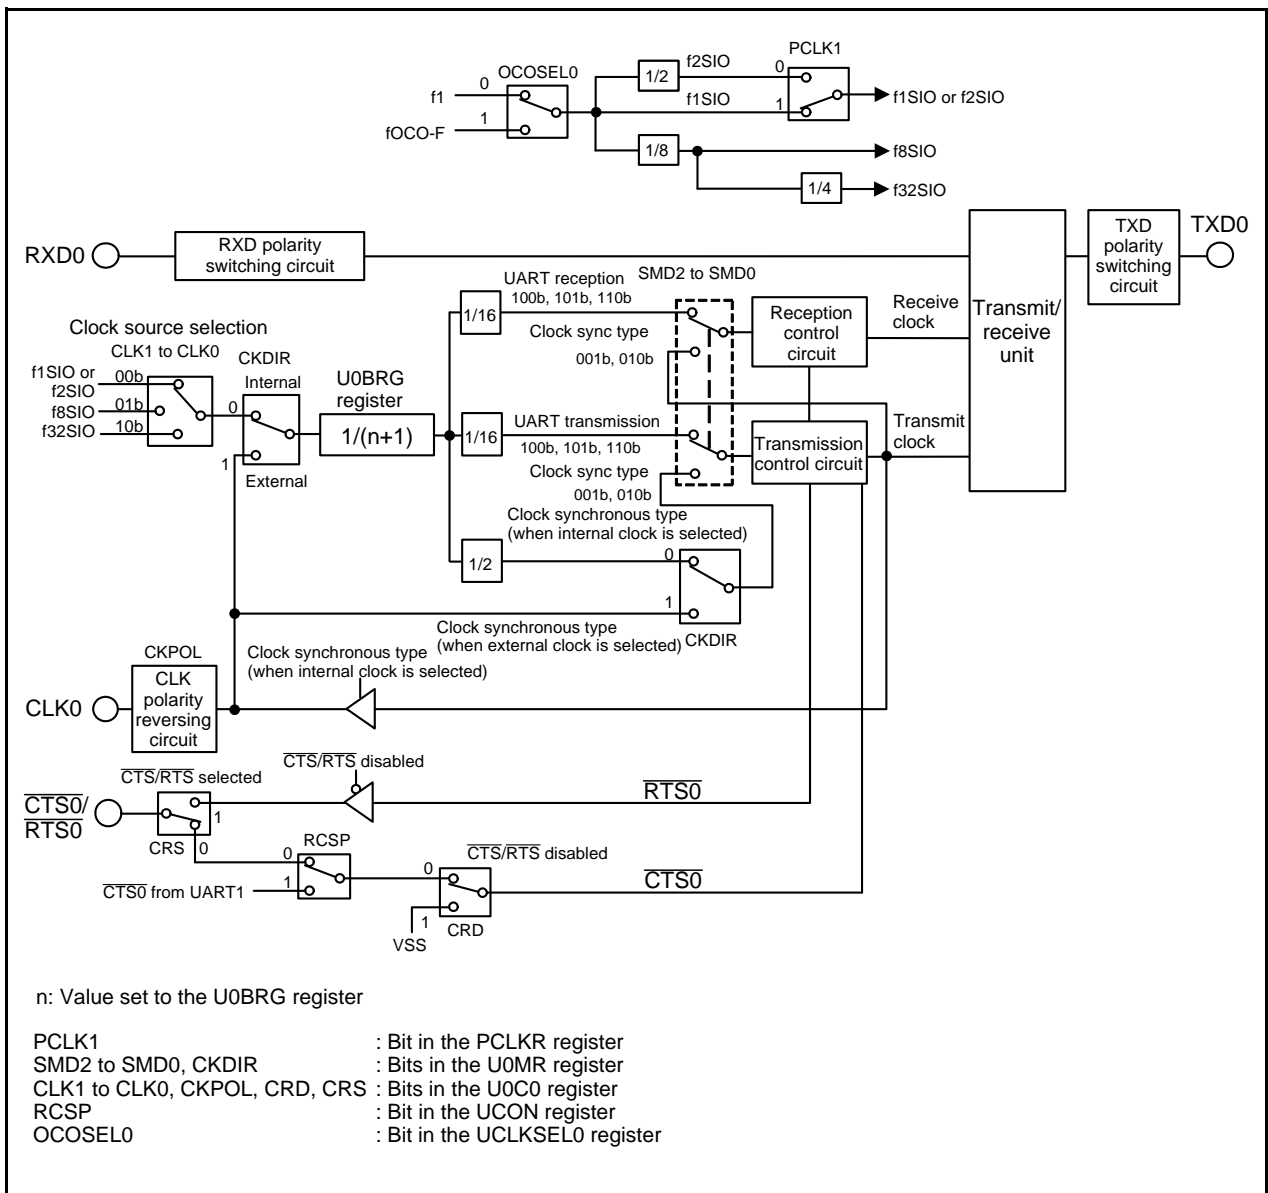 PCLK1
OCOSEL0
f2SIO
0
1/2
0
f1
f1SIO
1
f1SIO or f2SIO
1
fOCO-F
1/8
f8SIO
1/4
f32SIO
RXD0
RXD polarity
switching circuit
TXD
polarity
switching
circuit
TXD0
UART reception
100b, 101b, 110b
SMD2 to SMD0
1/16
Reception
control
circuit
Receive
clock
Transmit/
receive
unit
Clock sync type
001b, 010b
Clock source selection
CLK1 to CLK0
CKDIR
f1SIO or
f2SIO
00b
Internal
U0BRG
register
f8SIO
01b
0
f32SIO
10b
1/(n+1)
1/16
UART transmission
100b, 101b, 110b
Transmission
control circuit
Transmit
clock
1
External
Clock sync type
001b, 010b
Clock synchronous type
(when internal clock is selected)
1/2
0
1
CKDIR
Clock synchronous type
(when external clock is selected)
CKPOL
Clock synchronous type
(when internal clock is selected)
CLK0
CLK
polarity
reversing
circuit
CTS/RTS selected
CTS/RTS disabled
CTS0/
RTS0
1
RTS0
CRS
0
RCSP
0
CTS/RTS disabled
0
CTS0
CTS0 from UART1
1
1
VSS
CRD
n: Value set to the U0BRG register
PCLK1 : Bit in the PCLKR register
SMD2 to SMD0, CKDIR : Bits in the U0MR register
CLK1 to CLK0, CKPOL, CRD, CRS : Bits in the U0C0 register
RCSP : Bit in the UCON register
OCOSEL0 : Bit in the UCLKSEL0 register